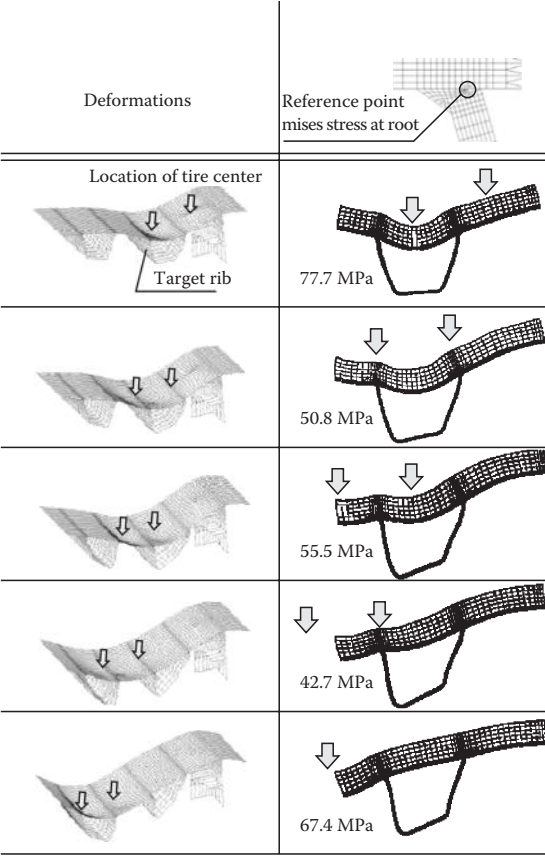 Deformations
Reference point
mises stress at root
Location of tire center
Target rib
77.7 MPa
50.8 MPa
55.5 MPa
42.7 MPa
67.4 MPa